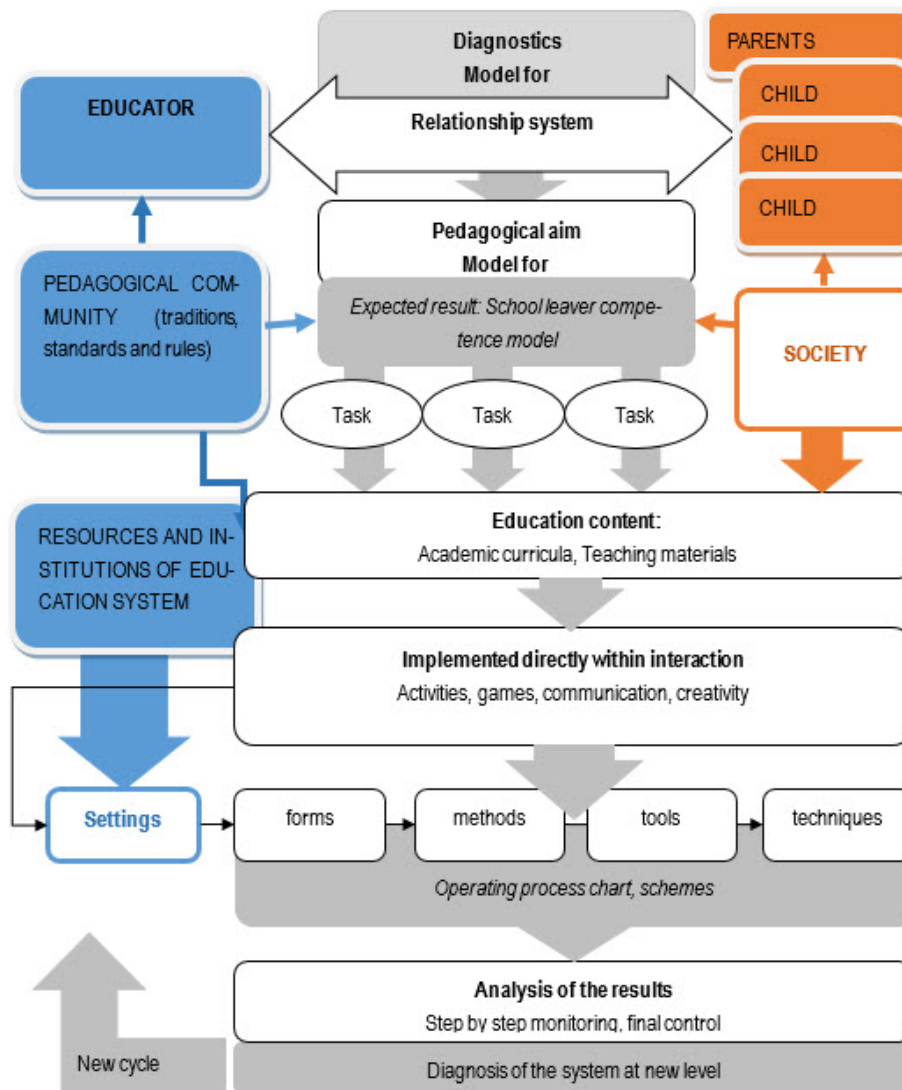 Diagnostics
Model for
PARENTS
EDUCATOR
CHILD
Relationship system
CHILD
CHILD
Pedagogical aim
Model for
PEDAGOGICAL COM-
MUNITY (traditions,
standards and rules)
Expected result: School leaver compe-
tence model
SOCIETY
Task
Task
Task
Education content:
Academic curricula, Teaching materials
RESOURCES AND IN-
STITUTIONS OF EDU-
CATION SYSTEM
Implemented directly within interaction
Activities, games, communication, creativity
Settings
forms
methods
tools
techniques
Operating process chart, schemes
Analysis of the results
Step by step monitoring, final control
New cycle
Diagnosis of the system at new level